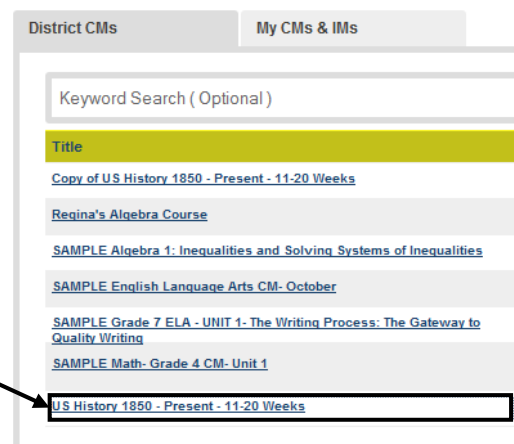 District CMs
My CMs & IMs
Keyword Search ( Optional )
Title
Copy of US History 1850 - Present - 11-20 Weeks
Regina's Algebra Course
SAMPLE Algebra 1: Inequalities and Solving Systems of Inequalities
SAMPLE English Language Arts CM- October
SAMPLE Grade 7 ELA - UNIT 1- The Writing Process: The Gateway to
Quality Writing
SAMPLE Math- Grade 4 CM- Unit 1
US History 1850 - Present - 11-20 Weeks